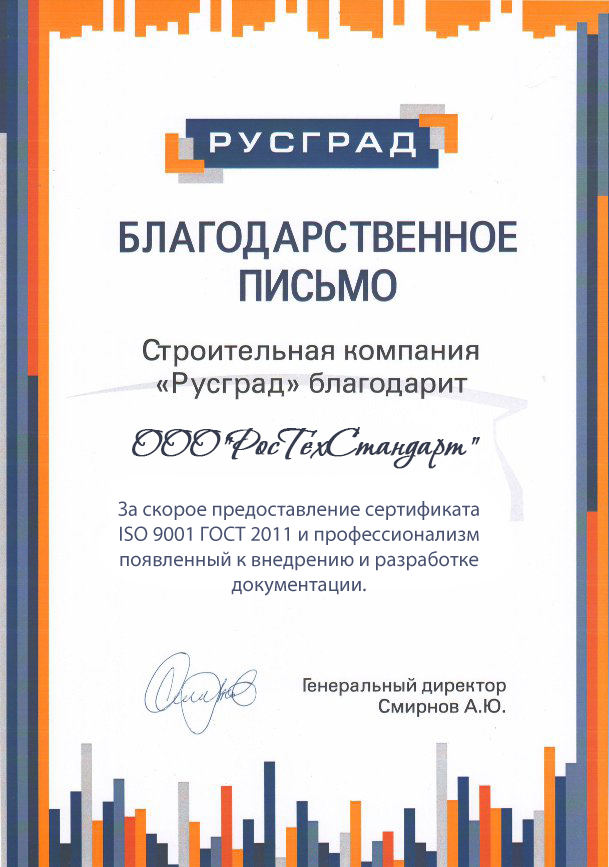 РУСГРАД
БЛАГОДАРСТВЕННОЕ
ПИСЬМО
Строительная компания
«Русград» благодарит
ООО "РосТехСтандарт"
За скорое предоставление сертификата
ISO 9001 ГОСТ 2011 и профессионализм
появленный к внедрению и разработке
документации.
Генеральный директор
Смирнов А.Ю.